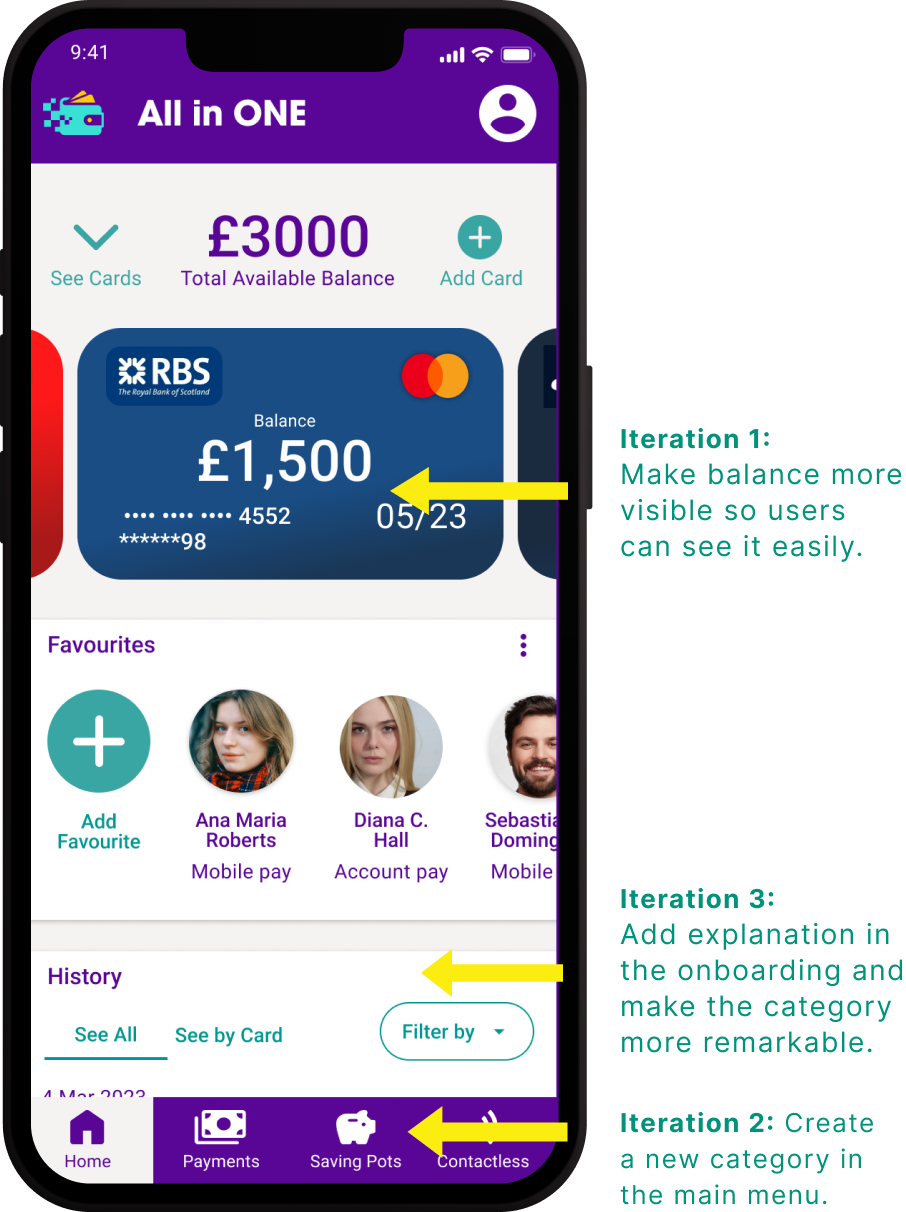 9:41
All in ONE
£3000
See Cards
Total Available Balance
Add Card
RBS
The Royal Bank of Scotland
Balance
£1,500
•••• •••• •••• 4552
05/23
******98
Iteration 1:
Make balance more
visible so users
can see it easily.
Favourites
Add
Favourite
Ana Maria
Roberts
Mobile pay
Diana C.
Hall
Account pay
Sebastia
Doming
Mobile
Iteration 3:
Add explanation in
the onboarding and
make the category
more remarkable.
History
See All
See by Card
Filter by
4 Mar 2023
Iteration 2: Create
a new category in
the main menu.
Home
Payments
Saving Pots
Contactless